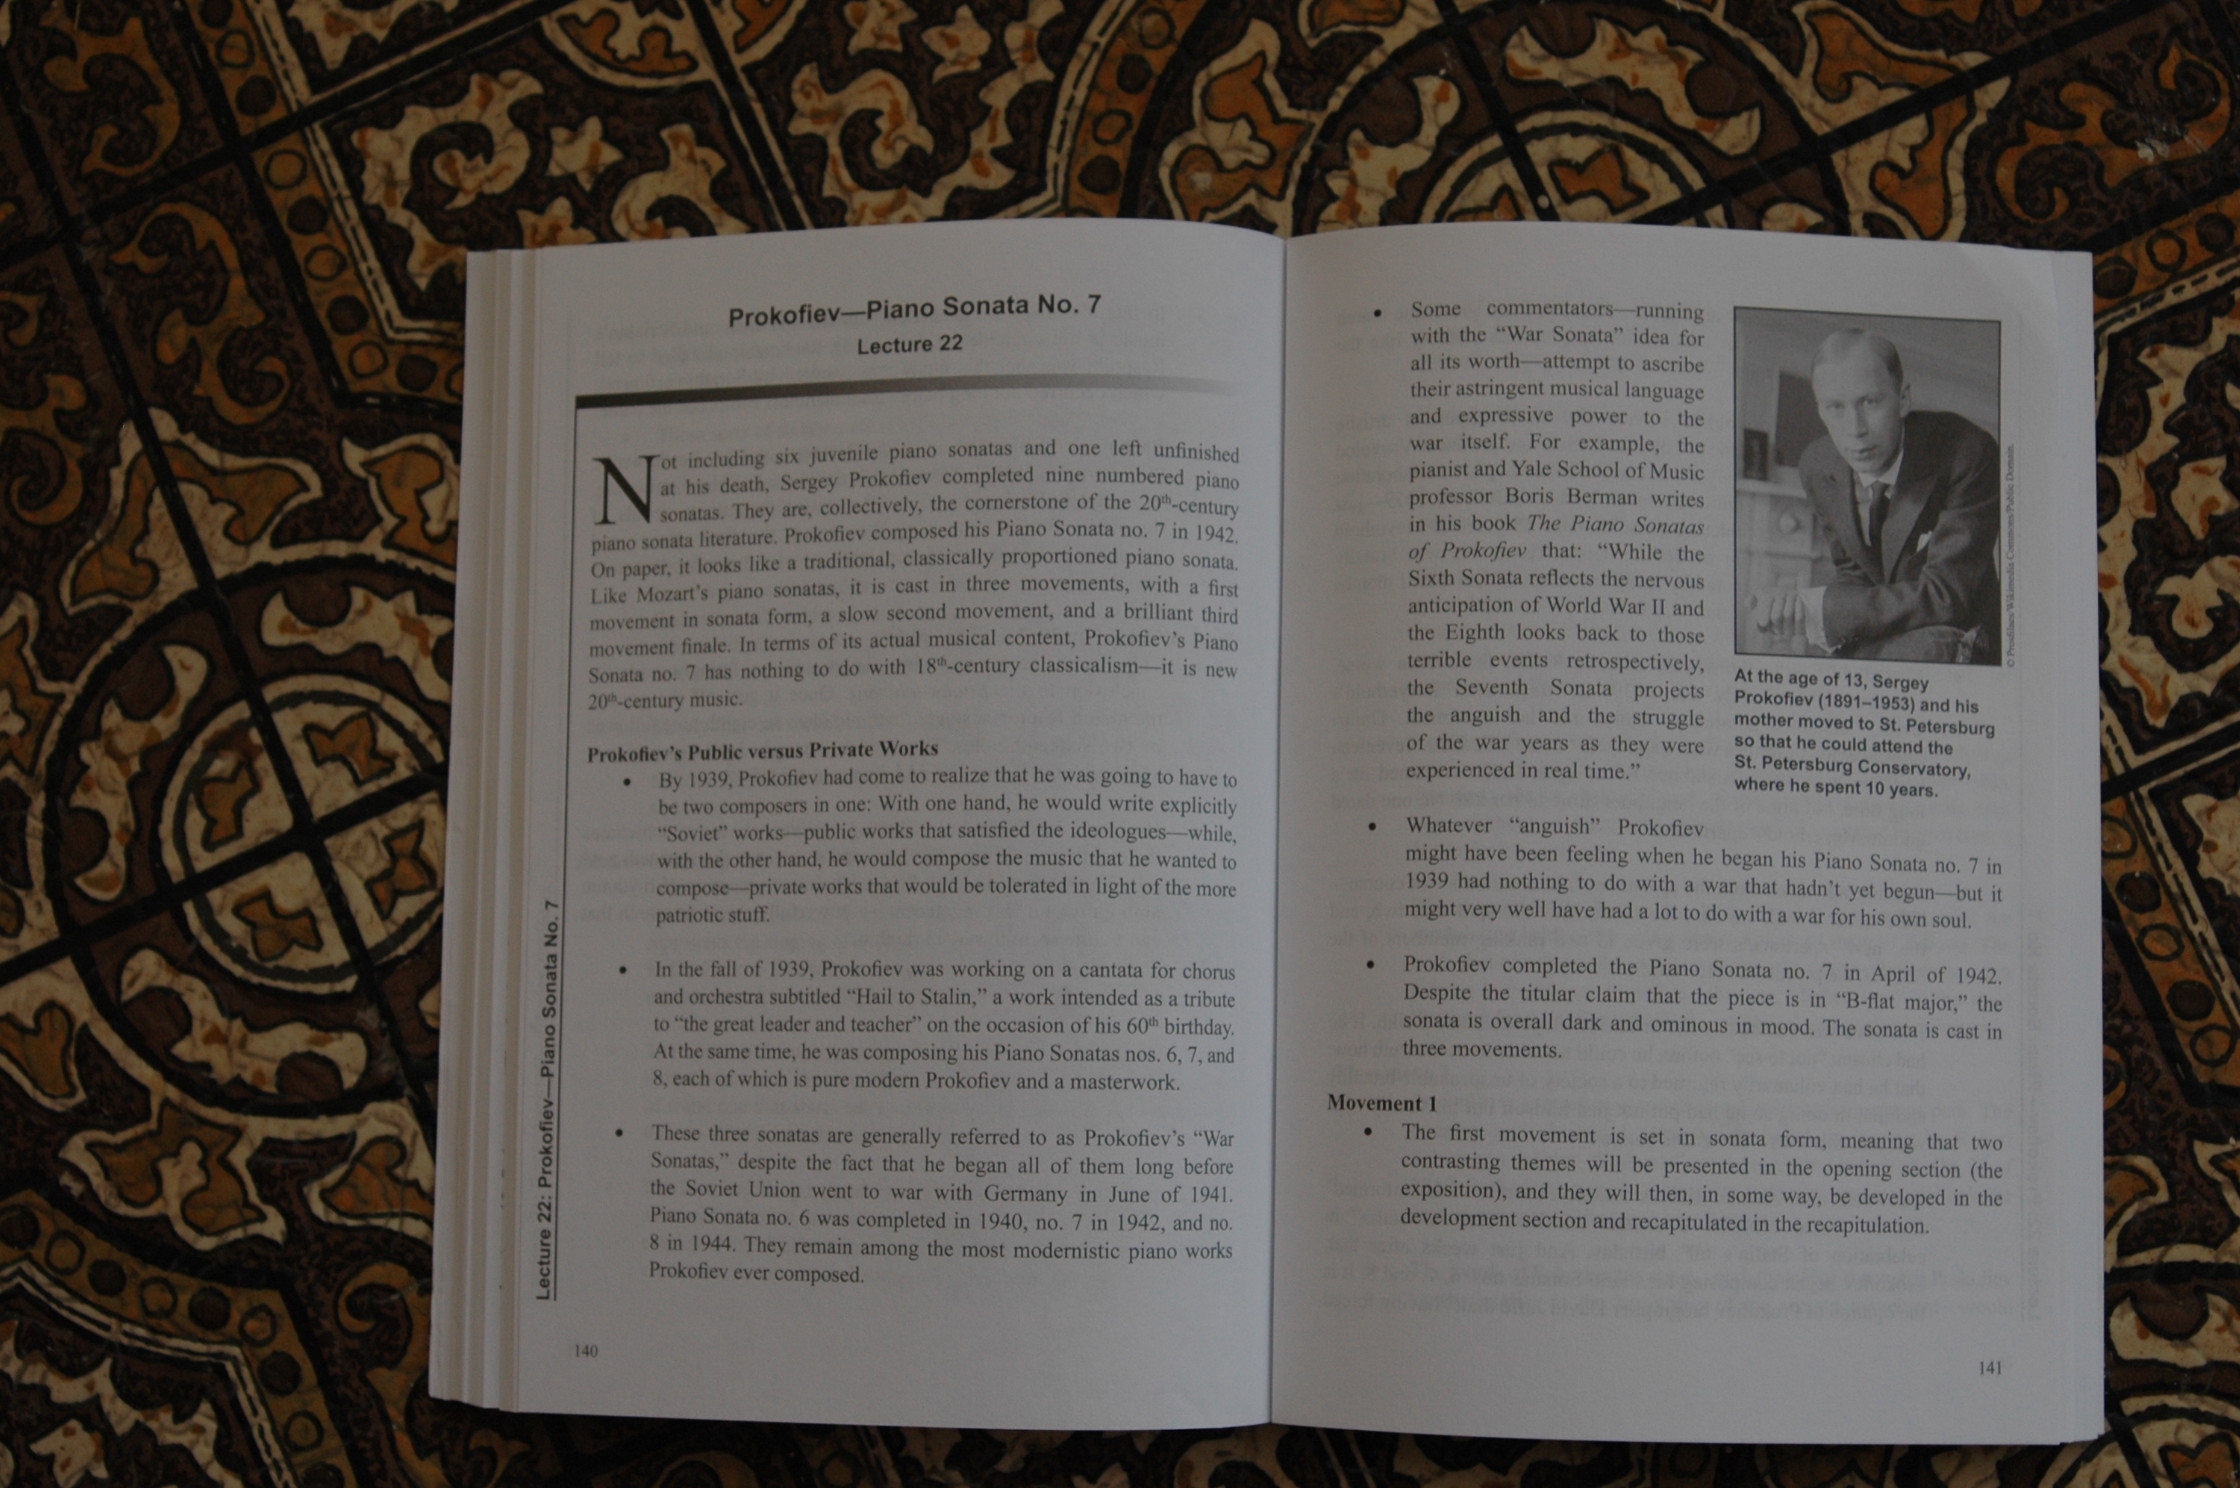 Prokofiev—Piano Sonata No. 7
Lecture 22
Not including six juvenile piano sonatas and one left unfinished
at his death, Sergey Prokofiev completed nine numbered piano
sonatas. They are, collectively, the cornerstone of the 20th-century
piano sonata literature. Prokofiev composed his Piano Sonata no. 7 in 1942.
On paper, it looks like a traditional, classically proportioned piano sonata.
Like Mozart's piano sonatas, it is cast in three movements, with a first
movement in sonata form, a slow second movement, and a brilliant third
movement finale. In terms of its actual musical content, Prokofiev's Piano
Sonata no. 7 has nothing to do with 18th-century classicalism—it is new
20th-century music.
Prokofiev's Public versus Private Works
• By 1939, Prokofiev had come to realize that he was going to have to
be two composers in one: With one hand, he would write explicitly
“Soviet” works—public works that satisfied the ideologues—while,
with the other hand, he would compose the music that he wanted to
compose—private works that would be tolerated in light of the more
patriotic stuff.
• In the fall of 1939, Prokofiev was working on a cantata for chorus
and orchestra subtitled “Hail to Stalin,” a work intended as a tribute
to “the great leader and teacher” on the occasion of his 60th birthday.
At the same time, he was composing his Piano Sonatas nos. 6, 7, and
8, each of which is pure modern Prokofiev and a masterwork.
• These three sonatas are generally referred to as Prokofiev's “War
Sonatas,” despite the fact that he began all of them long before
the Soviet Union went to war with Germany in June of 1941.
Piano Sonata no. 6 was completed in 1940, no. 7 in 1942, and no.
8 in 1944. They remain among the most modernistic piano works
Prokofiev ever composed.
Lecture 22: Prokofiev—Piano Sonata No. 7
140
• Some commentators—running
with the “War Sonata” idea for
all its worth—attempt to ascribe
their astringent musical language
and expressive power to the
war itself. For example, the
pianist and Yale School of Music
professor Boris Berman writes
in his book The Piano Sonatas
of Prokofiev that: “While the
Sixth Sonata reflects the nervous
anticipation of World War II and
the Eighth looks back to those
terrible events retrospectively,
the Seventh Sonata projects
the anguish and the struggle
of the war years as they were
experienced in real time.”
© Prosfilaes/Wikimedia Commons/Public Domain.
At the age of 13, Sergey
Prokofiev (1891–1953) and his
mother moved to St. Petersburg
so that he could attend the
St. Petersburg Conservatory,
where he spent 10 years.
• Whatever “anguish” Prokofiev
might have been feeling when he began his Piano Sonata no. 7 in
1939 had nothing to do with a war that hadn't yet begun—but it
might very well have had a lot to do with a war for his own soul.
• Prokofiev completed the Piano Sonata no. 7 in April of 1942.
Despite the titular claim that the piece is in “B-flat major,” the
sonata is overall dark and ominous in mood. The sonata is cast in
three movements.
Movement 1
• The first movement is set in sonata form, meaning that two
contrasting themes will be presented in the opening section (the
exposition), and they will then, in some way, be developed in the
development section and recapitulated in the recapitulation.
141